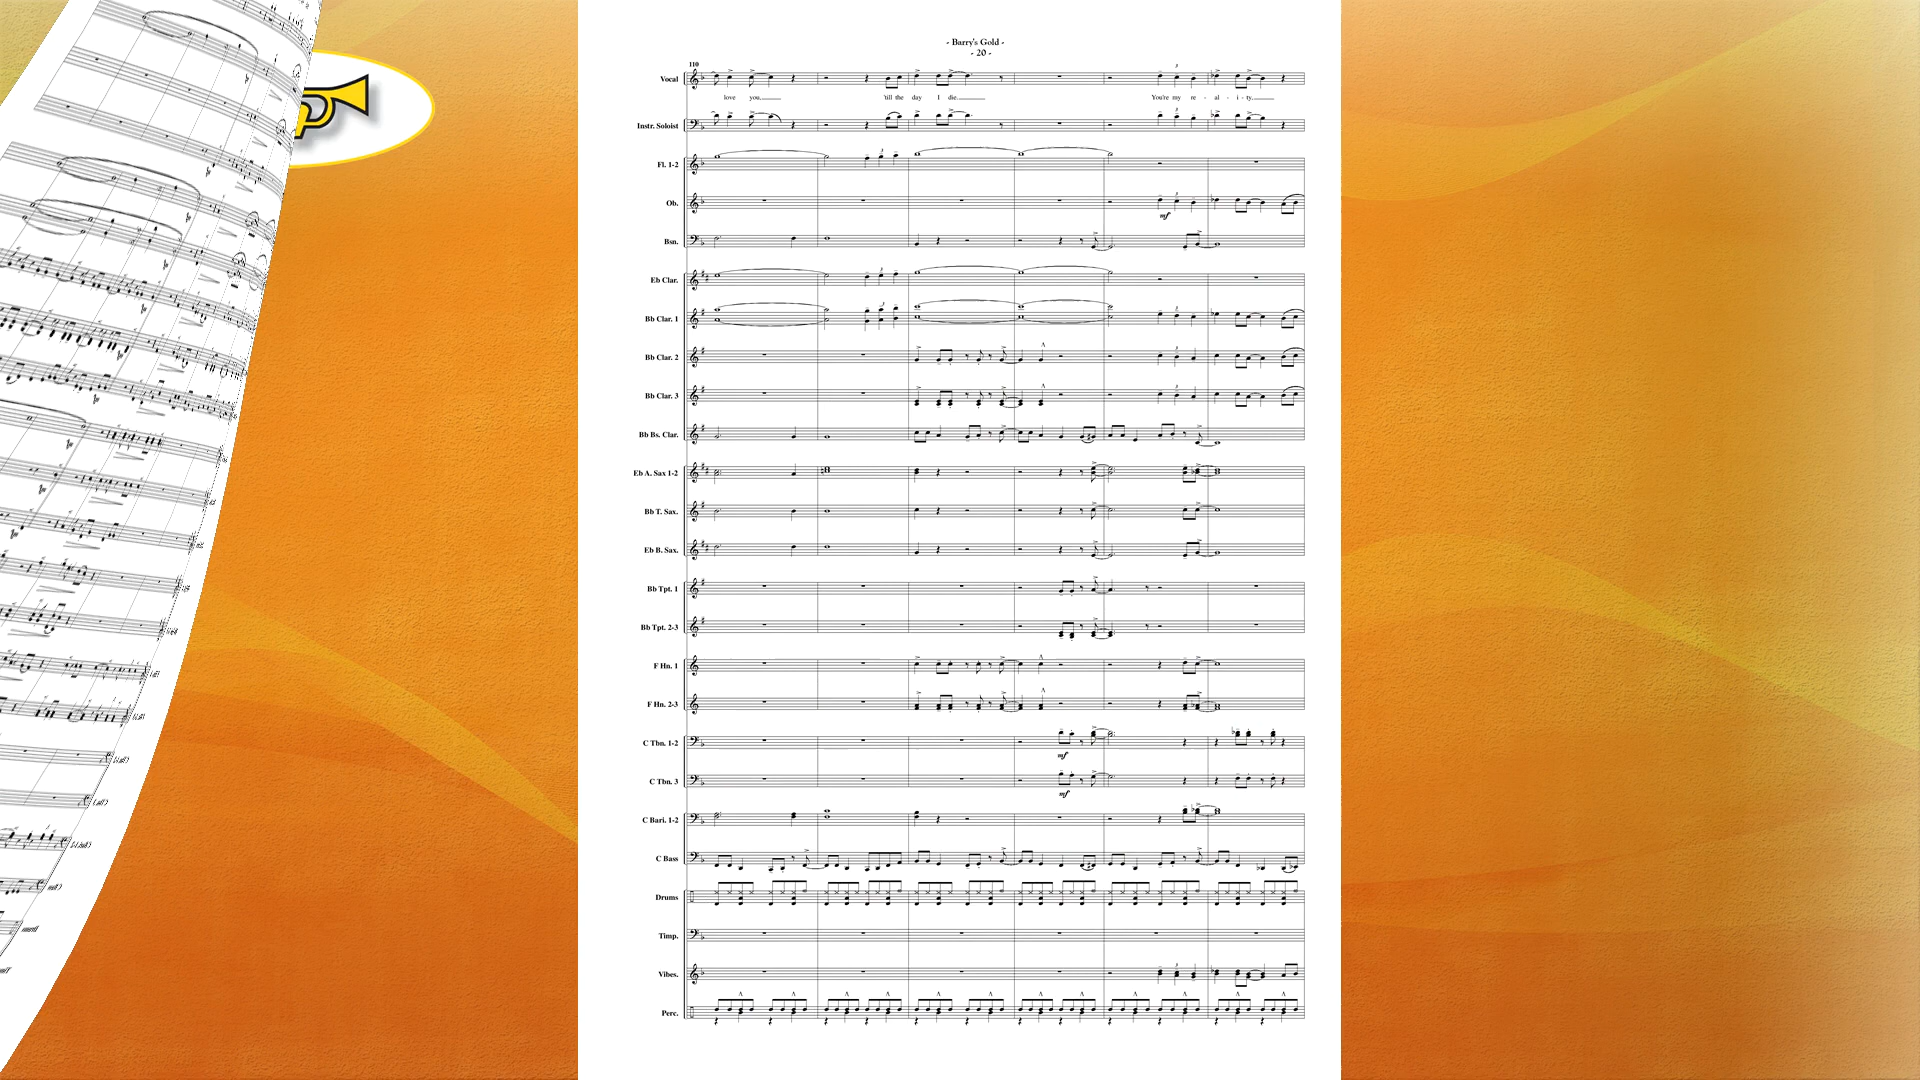 - Barry's Gold -
- 20 -
110
Vocal
love you, 'till the day I die. You're my re - al - i - ty.
Instr. Soloist
Fl. 1-2
Ob.
mf
Bsn.
Eb Clar.
Bb Clar. 1
Bb Clar. 2
Bb Clar. 3
Bb Bs. Clar.
Eb A. Sax 1-2
Bb T. Sax.
Eb B. Sax.
Bb Tpt. 1
Bb Tpt. 2-3
F Hn. 1
F Hn. 2-3
C Tbn. 1-2
mf
C Tbn. 3
mf
C Bari. 1-2
C Bass
Drums
Timp.
Vibes.
Perc.